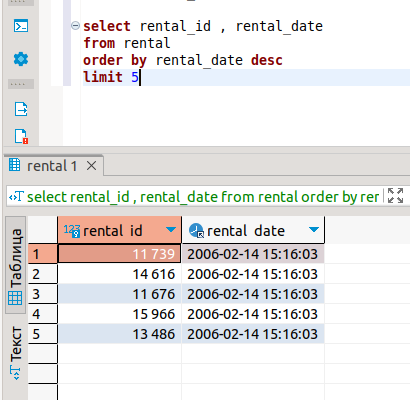 select rental_id , rental_date
from rental
order by rental_date desc
limit 5
rental 1
select rental_id , rental_date from rental order by rer
Таблица
Текст
123 rental_id rental_date
1 11 739 2006-02-14 15:16:03
2 14 616 2006-02-14 15:16:03
3 11 676 2006-02-14 15:16:03
4 15 966 2006-02-14 15:16:03
5 13 486 2006-02-14 15:16:03